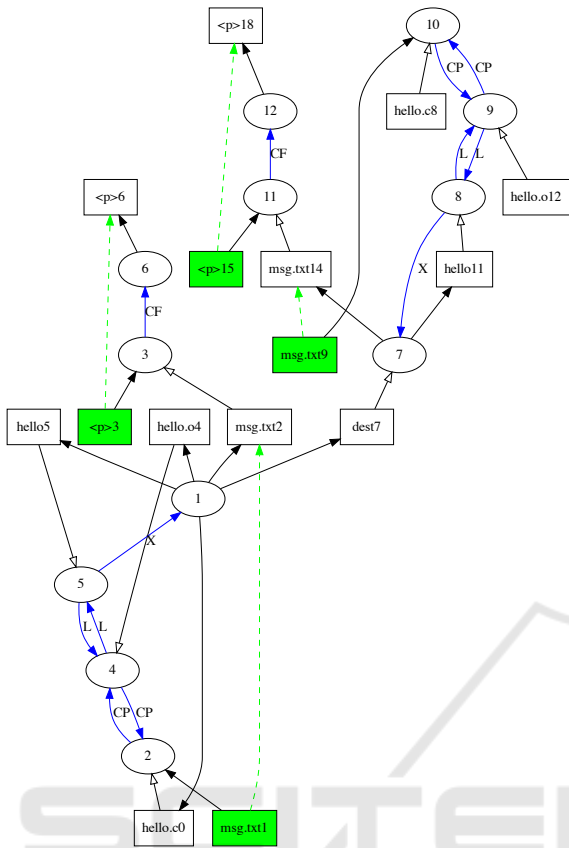 <p>18
10
CP
CP
12
hello.c8
9
CF
L
L
<p>6
11
8
hello.o12
6
<p>15
msg.txt14
X
hello11
CF
3
msg.txt9
7
hello5
<p>3
hello.o4
msg.txt2
dest7
1
X
5
L
L
4
CP
CP
2
hello.c0
msg.txt1
SCITE